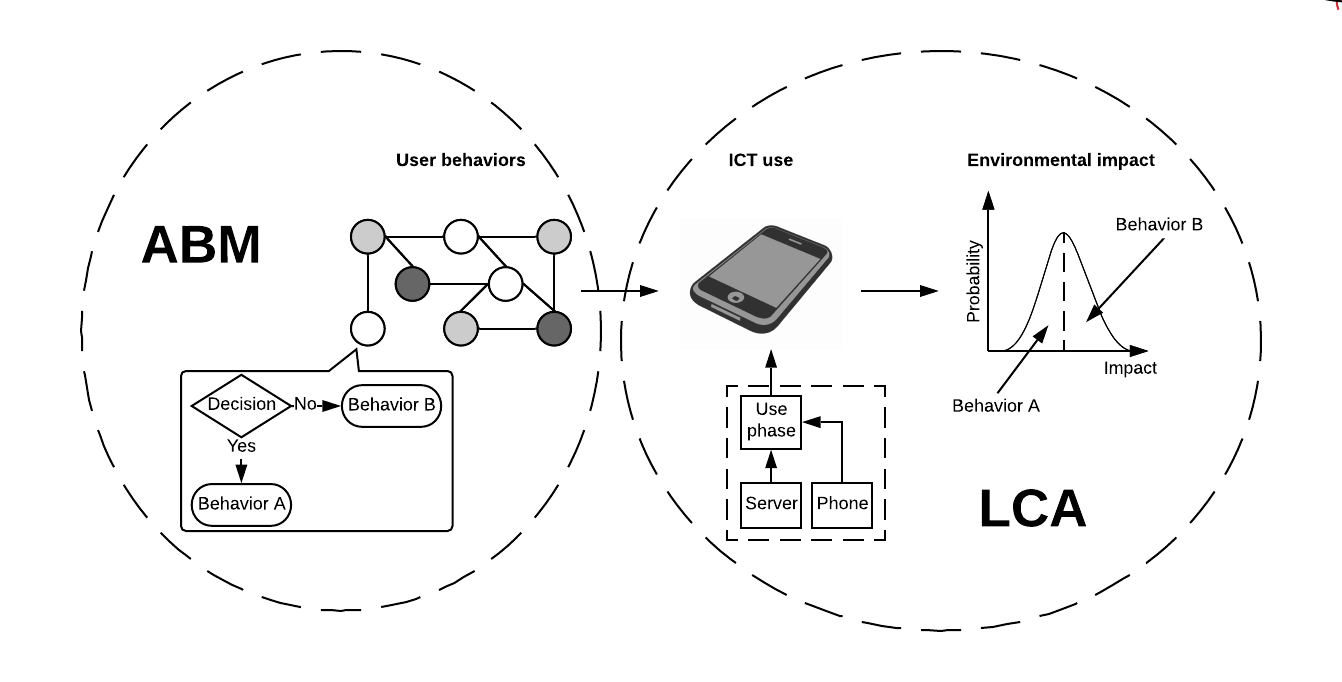 User behaviors
ICT use
Environmental impact
ABM
Behavior B
Probability
Impact
Decision
No
Behavior B
Yes
Behavior A
Use
phase
Server
Phone
Behavior A
LCA